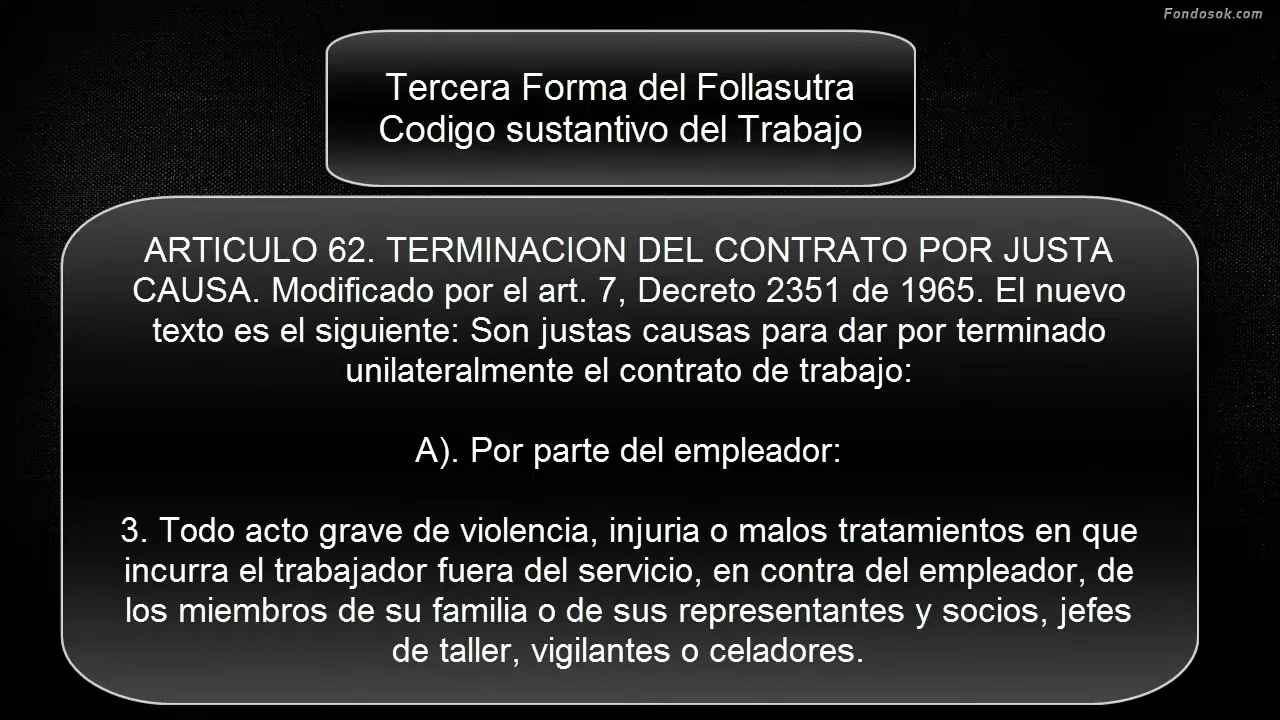 Fondosok.com
Tercera Forma del Follasutra
Codigo sustantivo del Trabajo
ARTICULO 62. TERMINACION DEL CONTRATO POR JUSTA
CAUSA. Modificado por el art. 7, Decreto 2351 de 1965. El nuevo
texto es el siguiente: Son justas causas para dar por terminado
unilateralmente el contrato de trabajo:
A). Por parte del empleador:
3. Todo acto grave de violencia, injuria o malos tratamientos en que
incurra el trabajador fuera del servicio, en contra del empleador, de
los miembros de su familia o de sus representantes y socios, jefes
de taller, vigilantes o celadores.